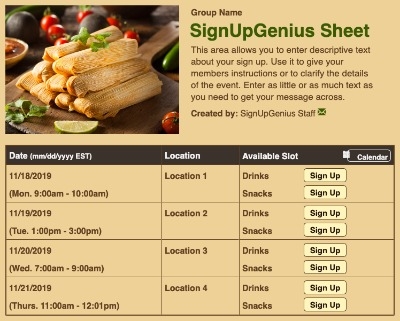 Group Name
SignUpGenius Sheet
This area allows you to enter descriptive text
about your sign up. Use it to give your
members instructions or to clarify the details
of the event. Enter as little or as much text as
you need to get your message across.
Created by: SignUpGenius Staff
Date (mm/dd/yyyy EST) Location Available Slot Calendar
11/18/2019 Location 1 Drinks Sign Up
(Mon. 9:00am - 10:00am) Snacks Sign Up
11/19/2019 Location 2 Drinks Sign Up
(Tue. 1:00pm - 3:00pm) Snacks Sign Up
11/20/2019 Location 3 Drinks Sign Up
(Wed. 7:00am - 9:00am) Snacks Sign Up
11/21/2019 Location 4 Drinks Sign Up
(Thurs. 11:00am - 12:01pm) Snacks Sign Up